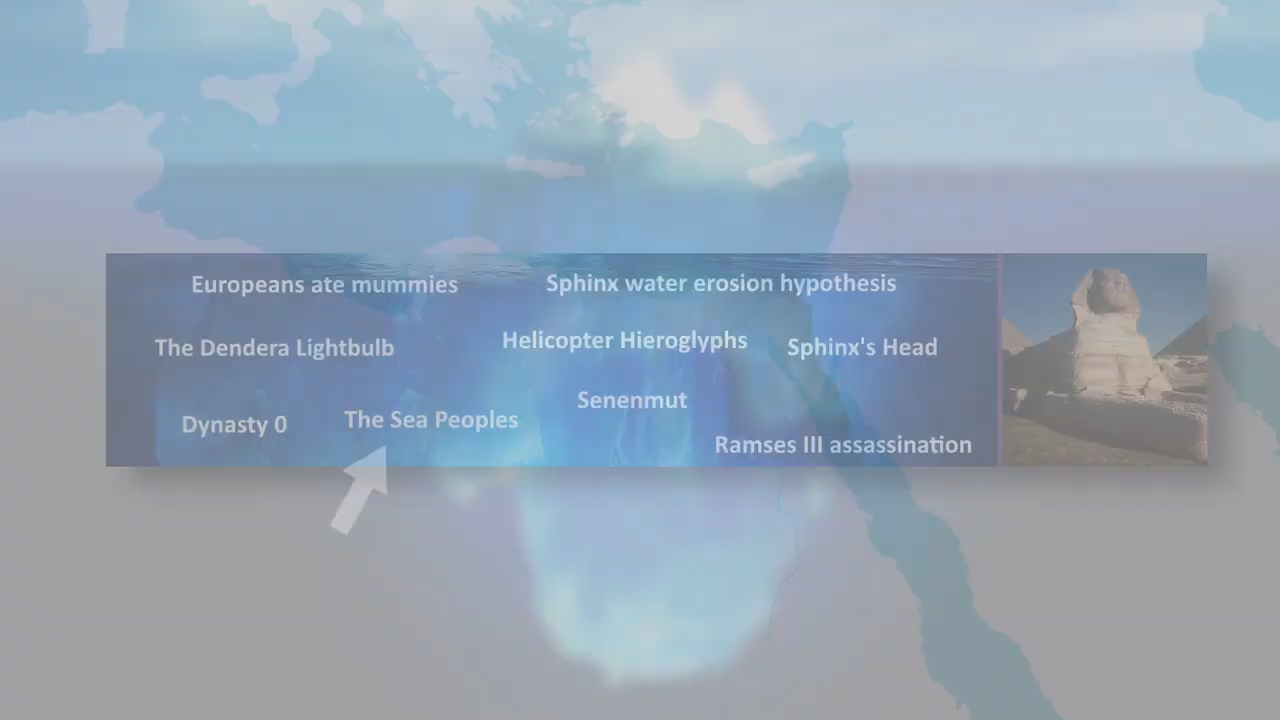 Europeans ate mummies
Sphinx water erosion hypothesis
The Dendera Lightbulb
Helicopter Hieroglyphs
Sphinx's Head
Senenmut
Dynasty 0
The Sea Peoples
Ramses III assassination